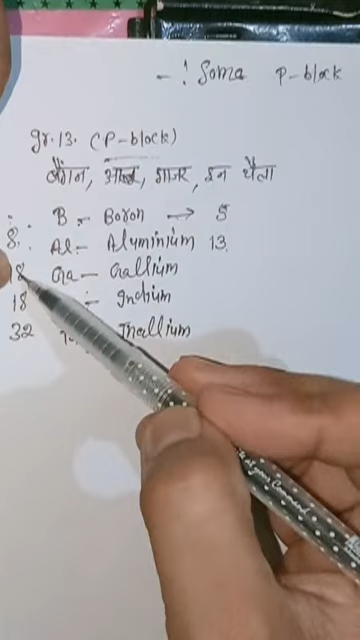 -: Some P-block
gr.13. (P-block)
बैंगन, आलू, गाजर, इन थैला
B - Boron → 5
8 Al - Aluminium 13
8 Ga - Gallium
18 - Indium
32 Thallium